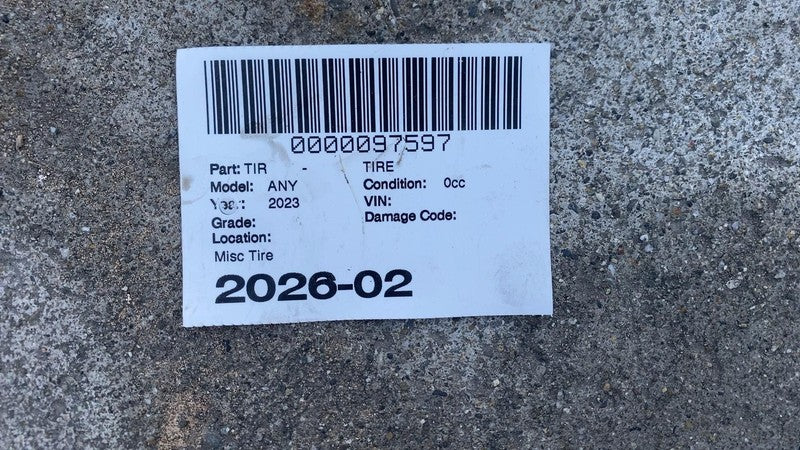 0000097597
Part: TIR - TIRE
Model: ANY Condition: 0cc
Year: 2023 VIN:
Grade: Damage Code:
Location:
Misc Tire
2026-02